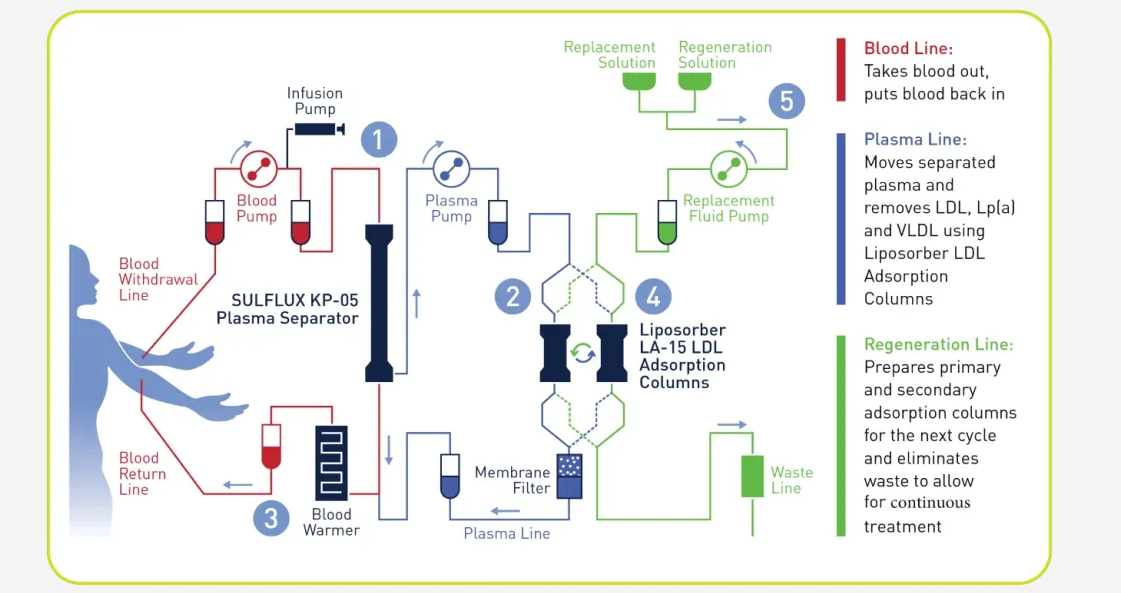 Infusion
Pump
1
Blood
Pump
Blood
Withdrawal
Line
SULFLUX KP-05
Plasma Separator
Plasma
Pump
Replacement
Solution
Regeneration
Solution
5
Replacement
Fluid Pump
2
4
Liposorber
LA-15 LDL
Adsorption
Columns
Blood
Return
Line
3
Blood
Warmer
Membrane
Filter
Plasma Line
Waste
Line
Blood Line:
Takes blood out,
puts blood back in
Plasma Line:
Moves separated
plasma and
removes LDL, Lp(a)
and VLDL using
Liposorber LDL
Adsorption
Columns
Regeneration Line:
Prepares primary
and secondary
adsorption columns
for the next cycle
and eliminates
waste to allow
for continuous
treatment